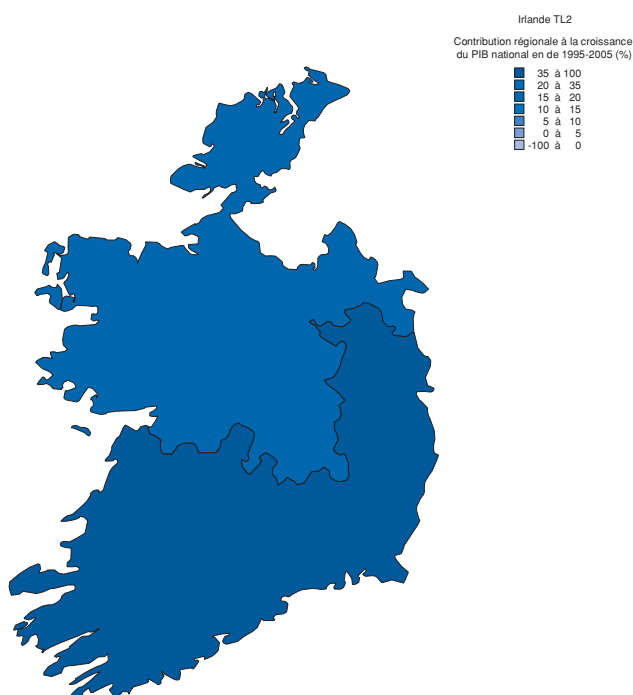 Irlande TL2
Contribution régionale à la croissance
du PIB national en de 1995-2005 (%)
35 à 100
20 à 35
15 à 20
10 à 15
5 à 10
0 à 5
-100 à 0